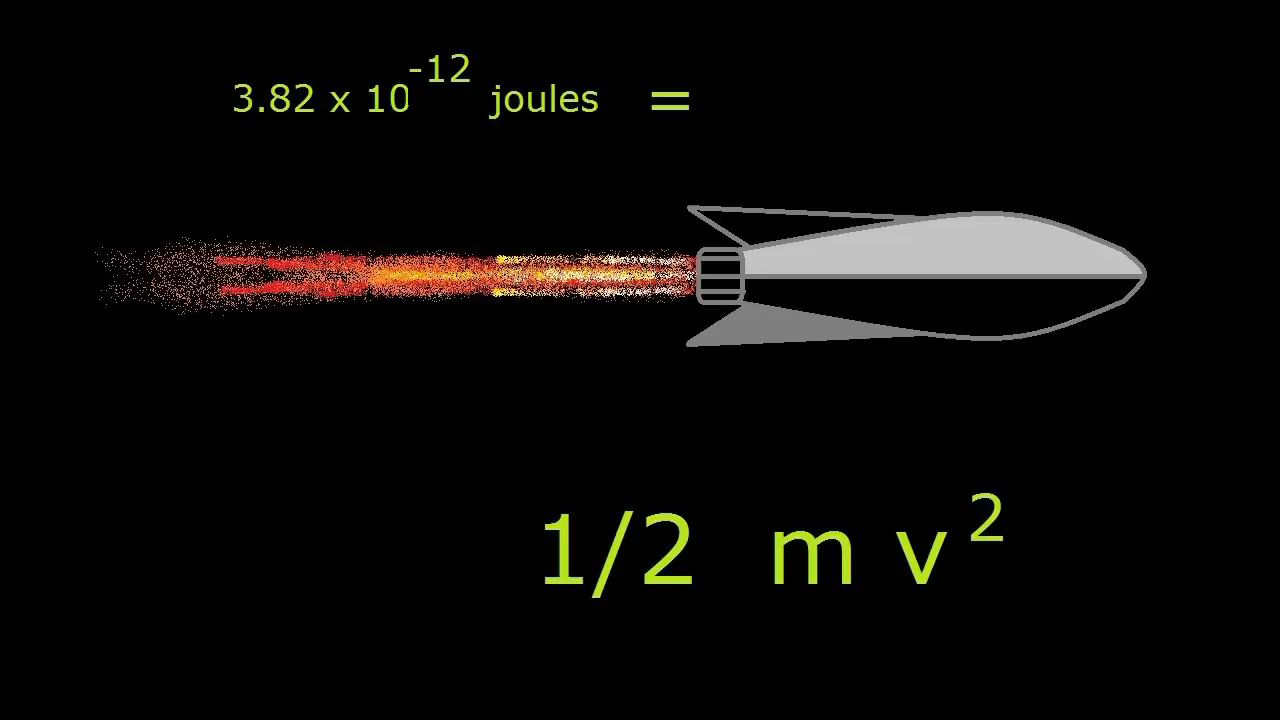 3.82 x 10⁻¹² joules =
1/2 m v²